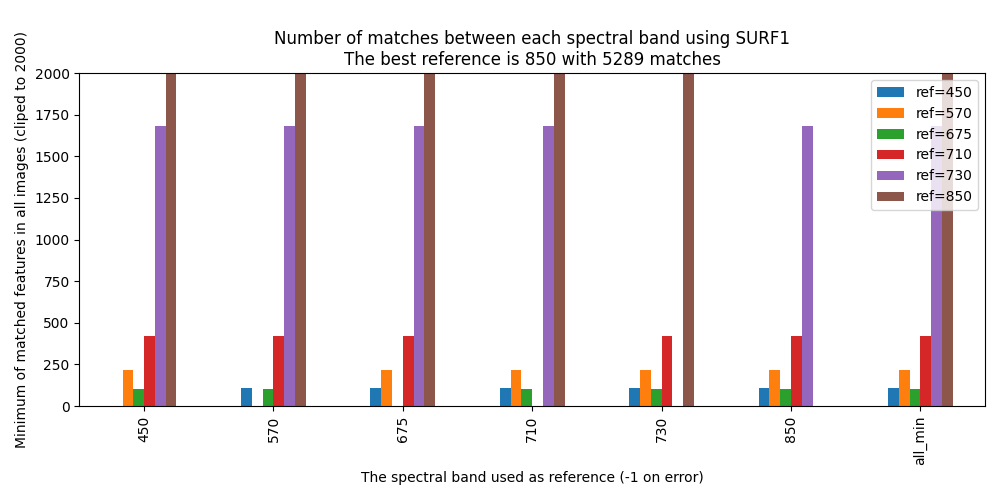 Number of matches between each spectral band using SURF1
The best reference is 850 with 5289 matches
Minimum of matched features in all images (cliped to 2000)
2000
1750
1500
1250
1000
750
500
250
0
ref=450
ref=570
ref=675
ref=710
ref=730
ref=850
450
570
675
710
730
850
all_min
The spectral band used as reference (-1 on error)